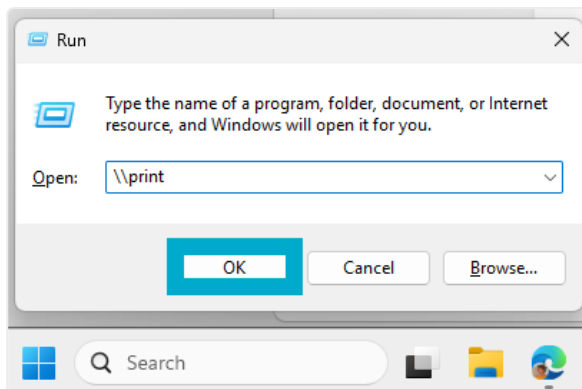 Run
Type the name of a program, folder, document, or Internet
resource, and Windows will open it for you.
Open: \\print
OK Cancel Browse...
Search